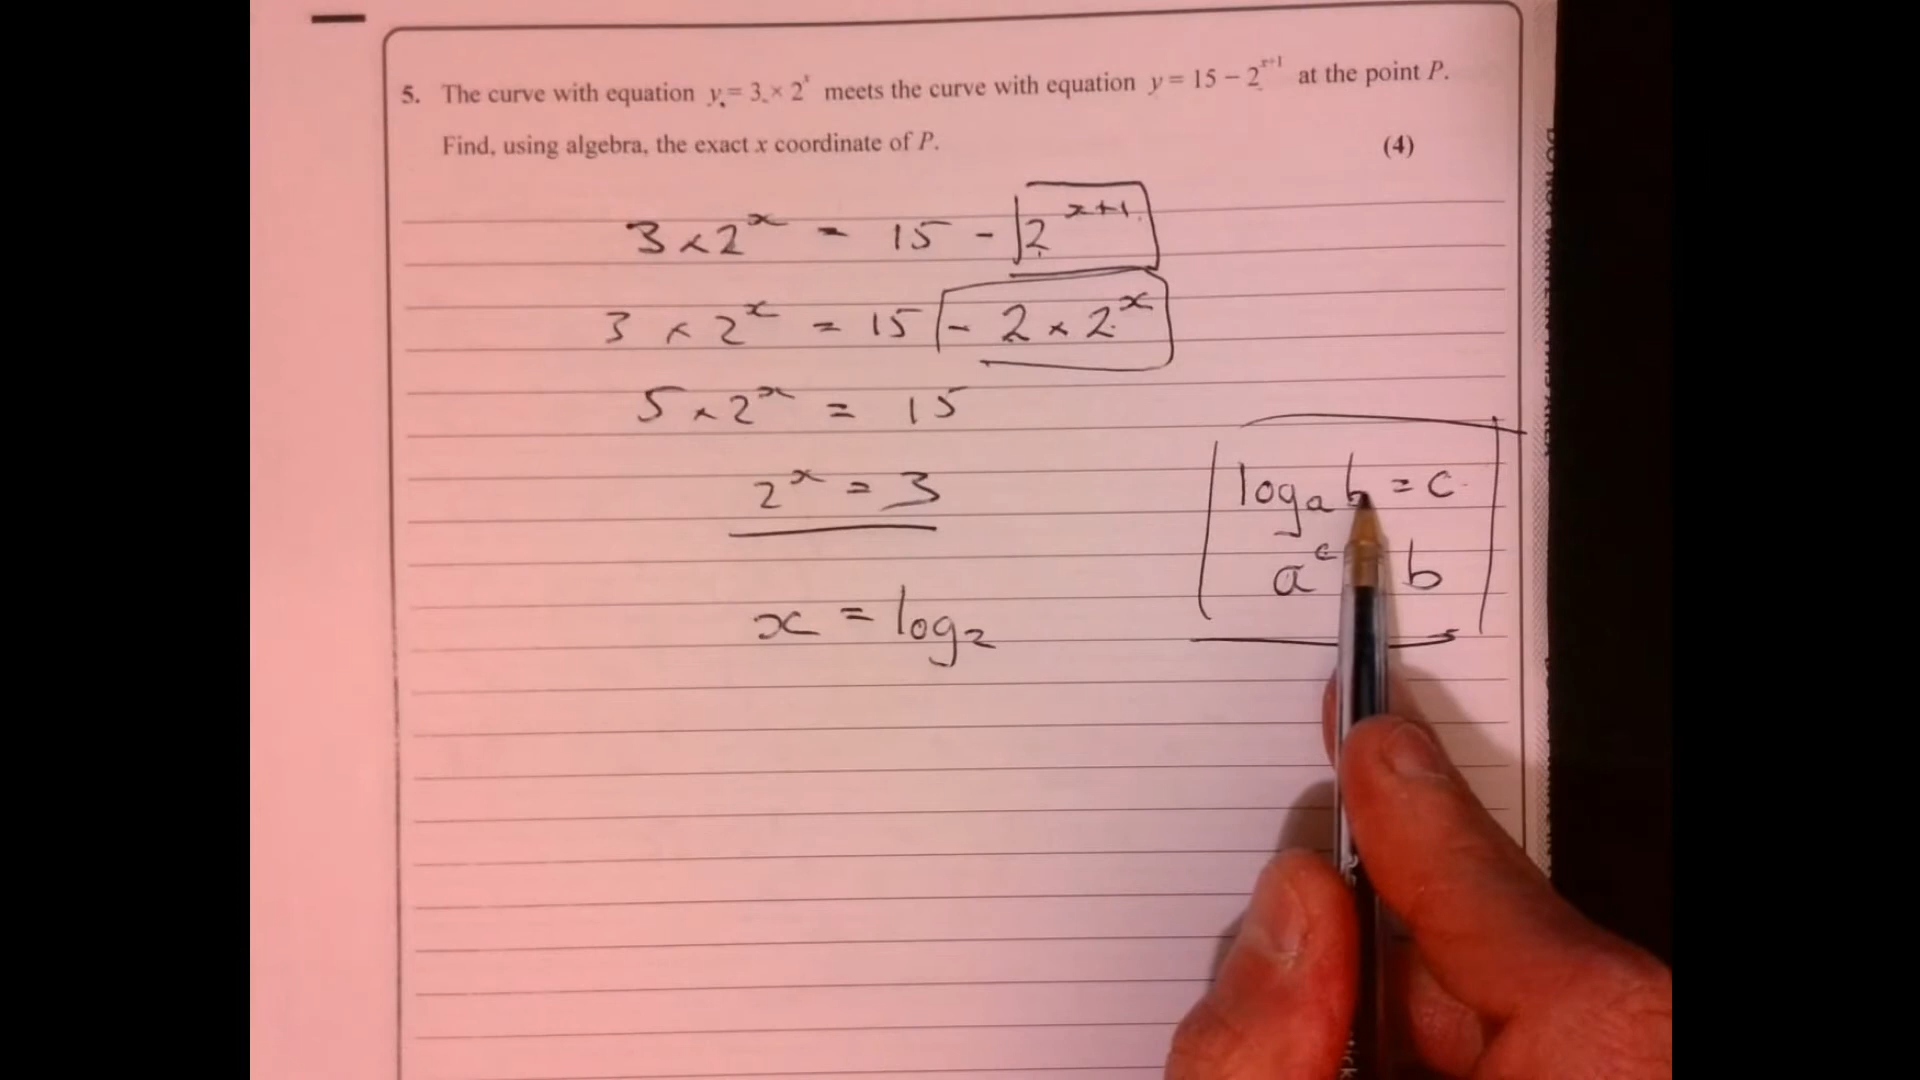 5. The curve with equation y = 3 × 2^x meets the curve with equation y = 15 − 2^{x+1} at the point P.
Find, using algebra, the exact x coordinate of P.
(4)
3 × 2^x = 15 - 2^{x+1}
3 × 2^x = 15 - 2 × 2^x
5 × 2^x = 15
2^x = 3
x = log_2
log_a b = c
a^c b